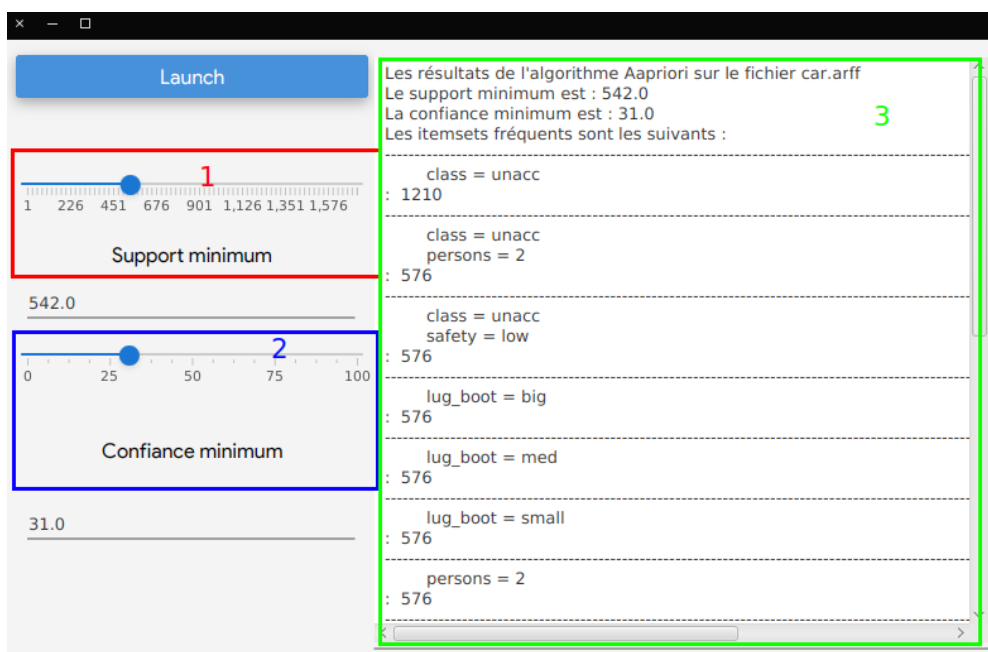 Launch
1
1 226 451 676 901 1,126 1,351 1,576
Support minimum
542.0
2
0 25 50 75 100
Confiance minimum
31.0
Les résultats de l'algorithme Aapriori sur le fichier car.arff
Le support minimum est : 542.0
La confiance minimum est : 31.0
3
Les itemsets fréquents sont les suivants :
------------------------------------------------------------
class = unacc
: 1210
------------------------------------------------------------
class = unacc
persons = 2
: 576
------------------------------------------------------------
class = unacc
safety = low
: 576
------------------------------------------------------------
lug_boot = big
: 576
------------------------------------------------------------
lug_boot = med
: 576
------------------------------------------------------------
lug_boot = small
: 576
------------------------------------------------------------
persons = 2
: 576
------------------------------------------------------------